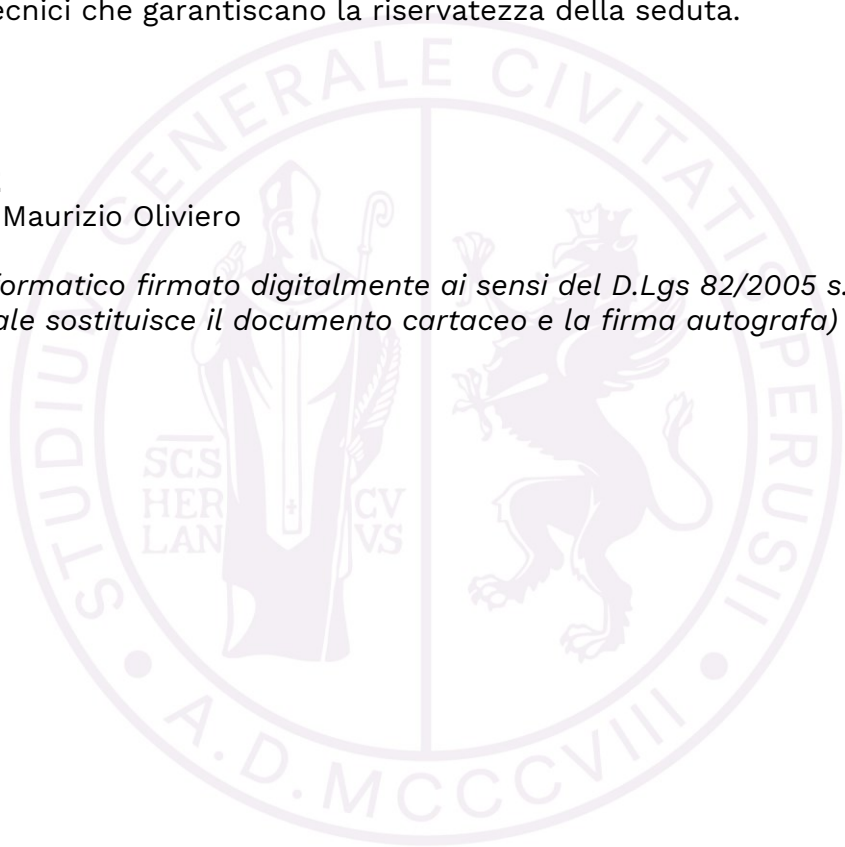 ecnici che garantiscano la riservatezza della seduta.
Maurizio Oliviero
formatico firmato digitalmente ai sensi del D.Lgs 82/2005 s.
ale sostituisce il documento cartaceo e la firma autografa)
STUDIUM GENERALE CIVITATIS PERUSII
SCS
HER CV
LAN VS
A.D. MCCCVIII